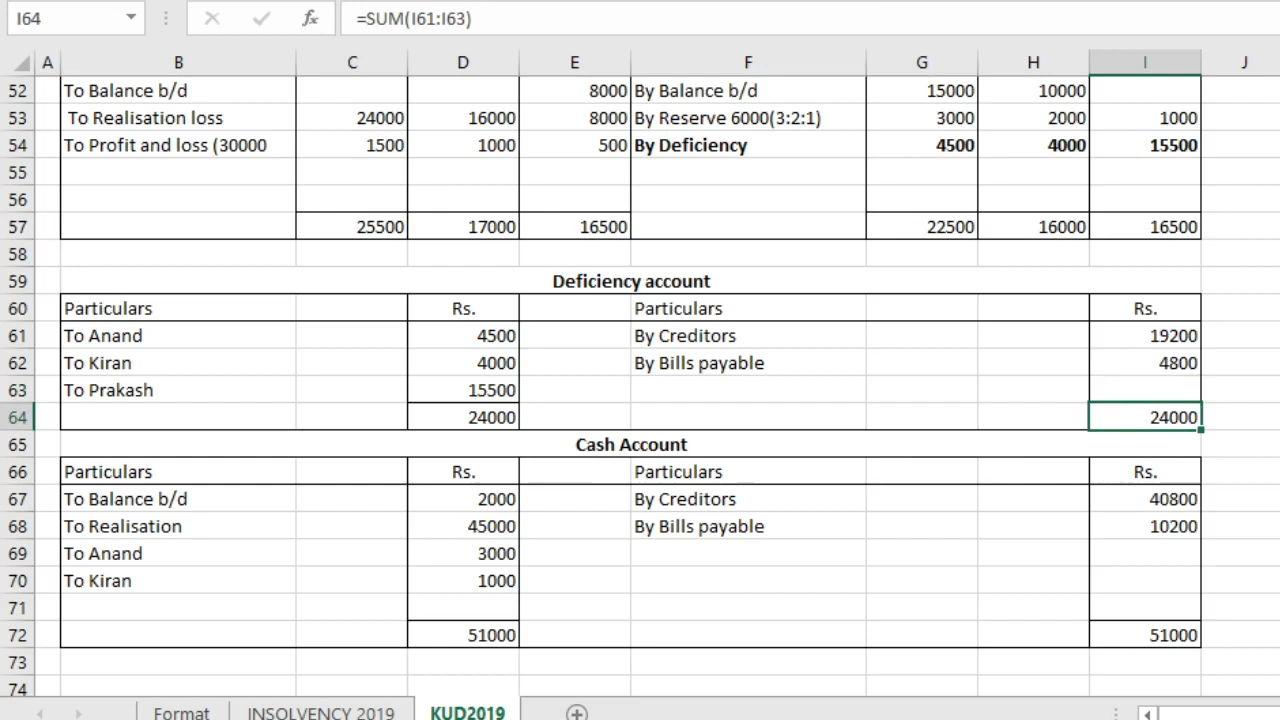 I64 fx =SUM(I61:I63)
A B C D E F G H I J
52 To Balance b/d 8000 By Balance b/d 15000 10000
53 To Realisation loss 24000 16000 8000 By Reserve 6000(3:2:1) 3000 2000 1000
54 To Profit and loss (30000 1500 1000 500 By Deficiency 4500 4000 15500
55
56
57 25500 17000 16500 22500 16000 16500
58
59 Deficiency account
60 Particulars Rs. Particulars Rs.
61 To Anand 4500 By Creditors 19200
62 To Kiran 4000 By Bills payable 4800
63 To Prakash 15500
64 24000 24000
65 Cash Account
66 Particulars Rs. Particulars Rs.
67 To Balance b/d 2000 By Creditors 40800
68 To Realisation 45000 By Bills payable 10200
69 To Anand 3000
70 To Kiran 1000
71
72 51000 51000
73
74
Format INSOLVENCY 2019 KUD2019